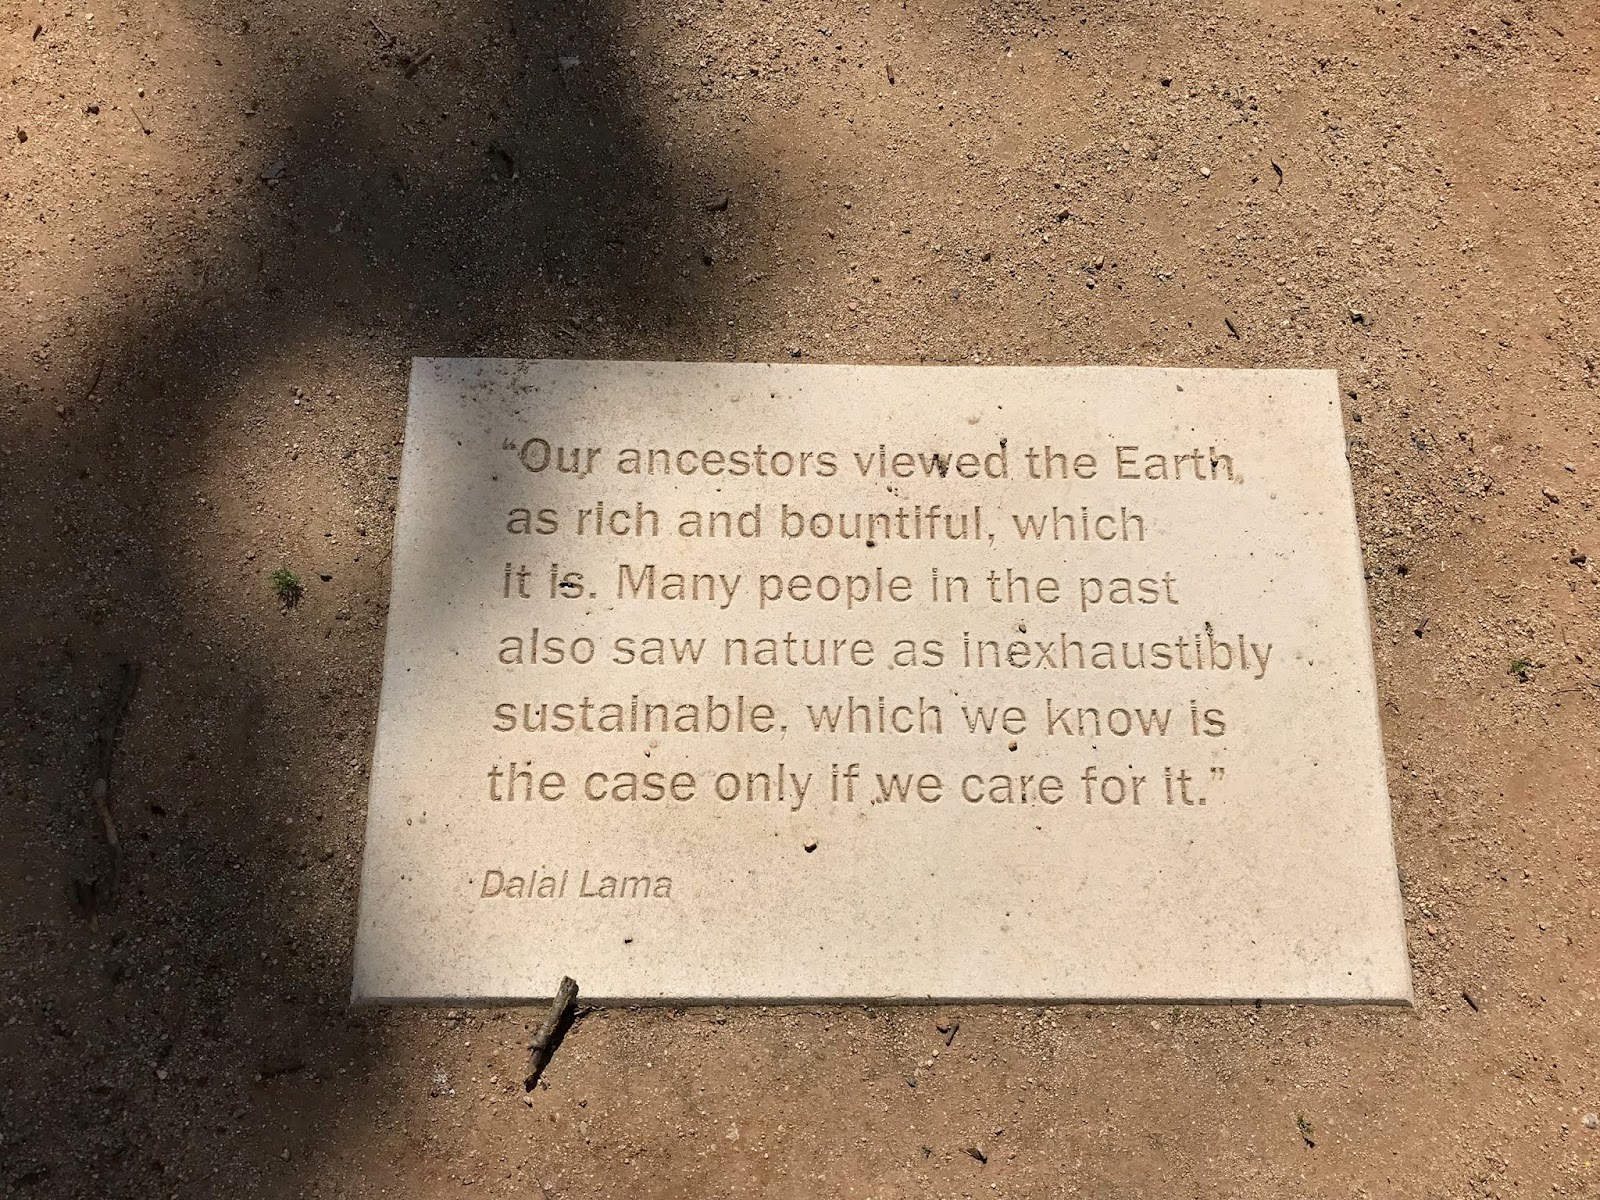 “Our ancestors viewed the Earth,
as rich and bountiful, which
it is. Many people in the past
also saw nature as inexhaustibly
sustainable, which we know is
the case only if we care for it.”
Dalai Lama